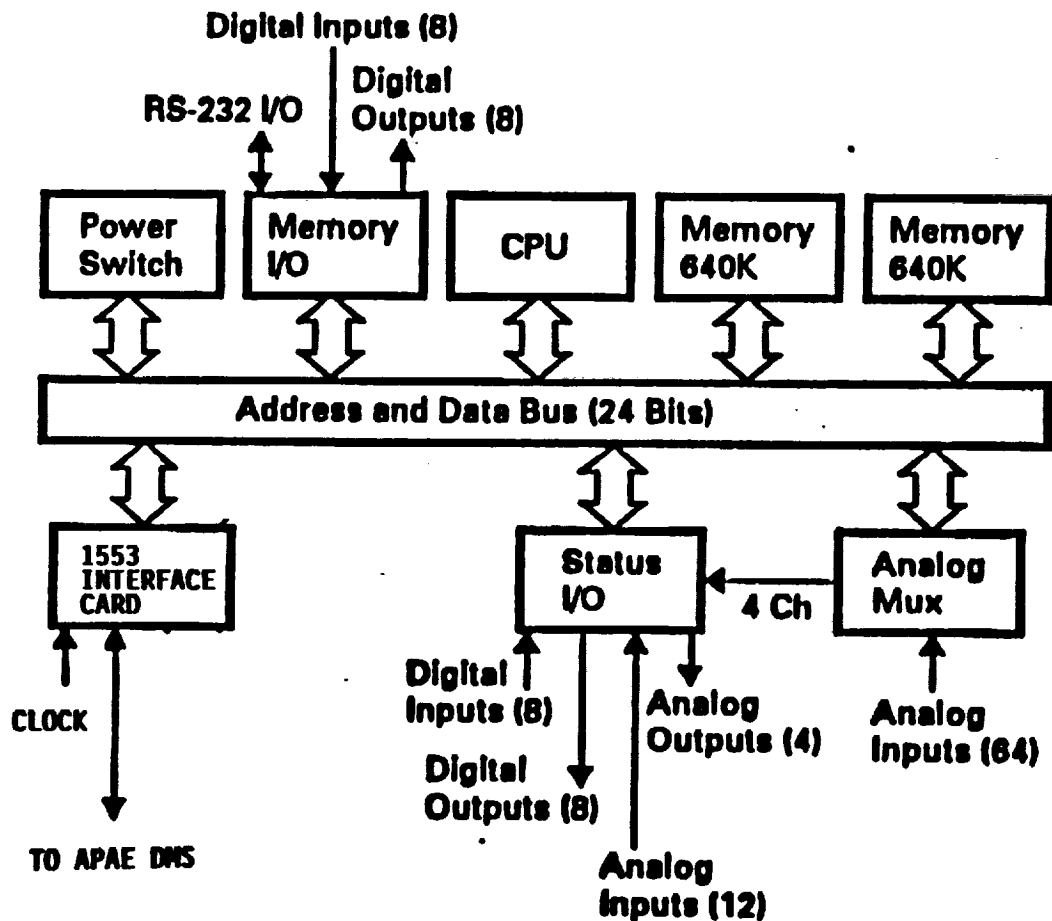 Digital Inputs (8)
Digital
Outputs (8)
RS-232 I/O
Power
Switch
Memory
I/O
CPU
Memory
640K
Memory
640K
Address and Data Bus (24 Bits)
1553
INTERFACE
CARD
Status
I/O
4 Ch
Analog
Mux
CLOCK
Digital
Inputs (8)
Analog
Outputs (4)
Analog
Inputs (64)
Digital
Outputs (8)
TO APAE DMS
Analog
Inputs (12)